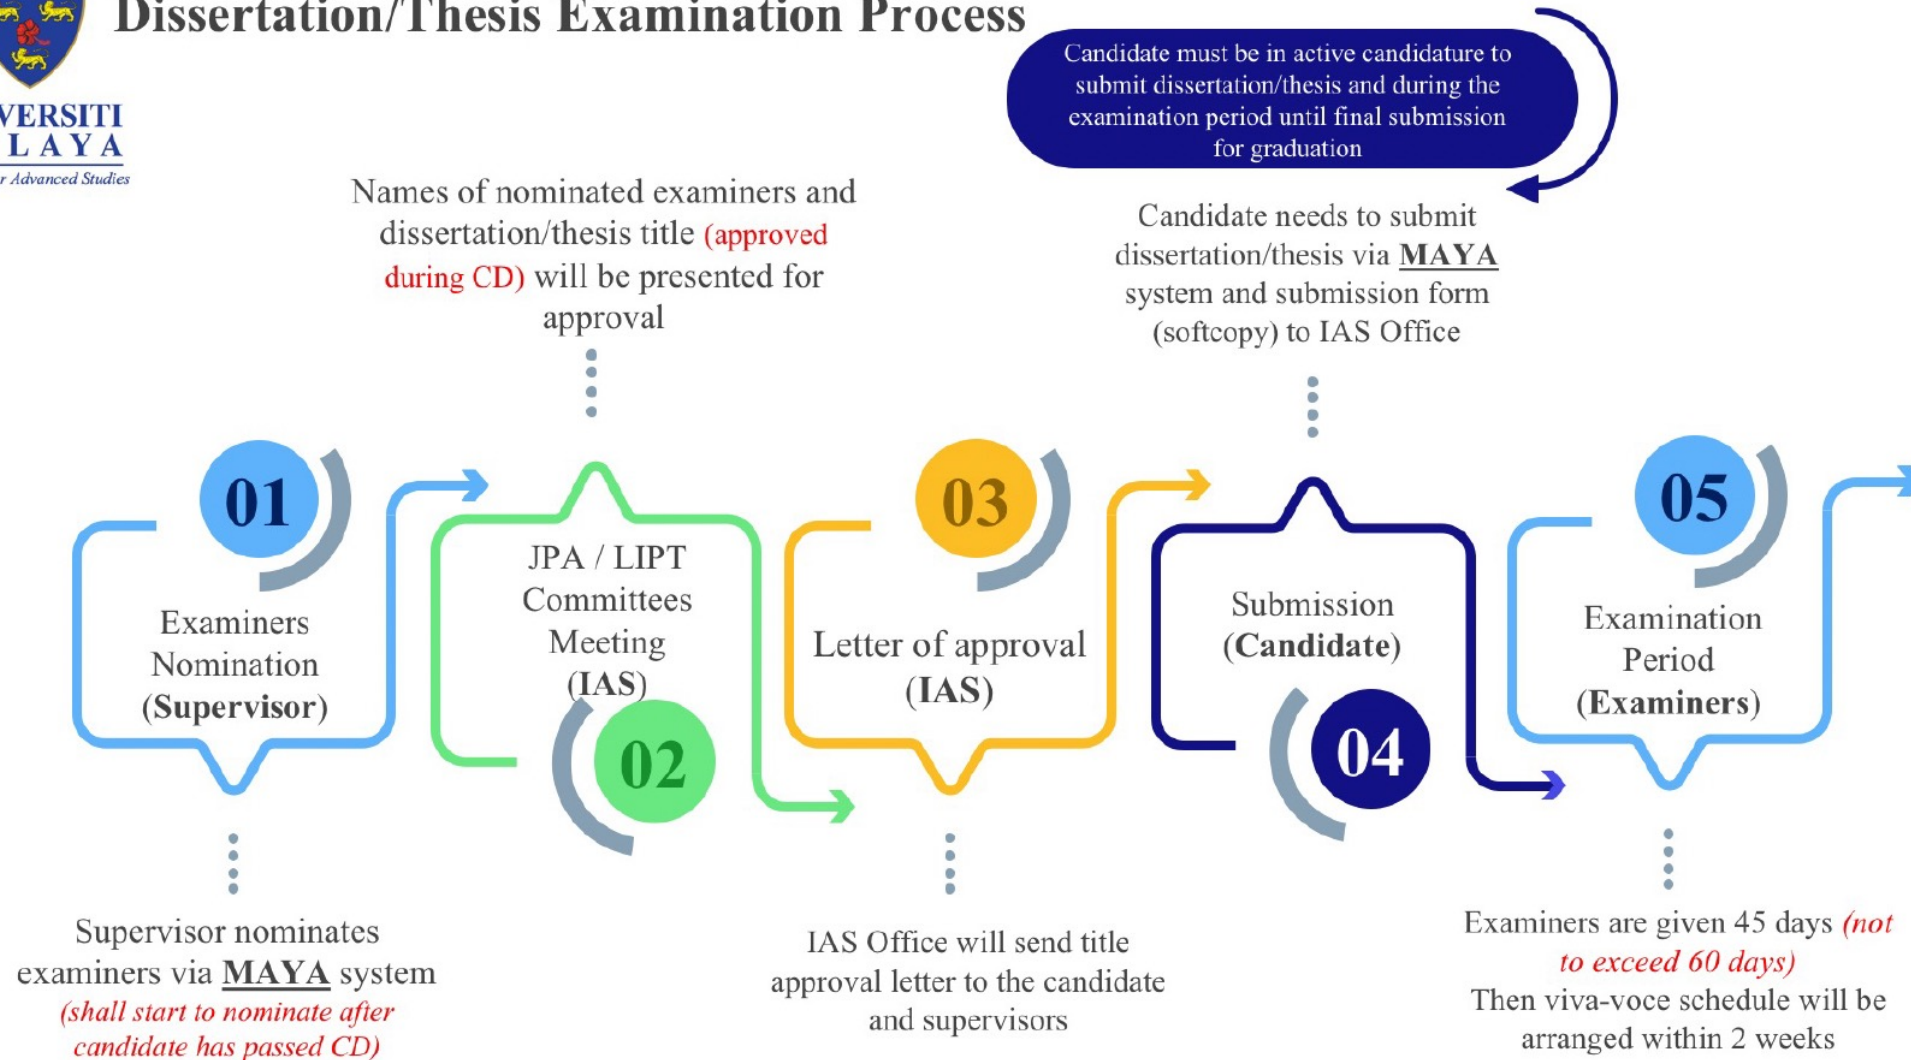 Dissertation/Thesis Examination Process
VERSITI
LAYA
r Advanced Studies
Candidate must be in active candidature to
submit dissertation/thesis and during the
examination period until final submission
for graduation
Names of nominated examiners and
dissertation/thesis title (approved
during CD) will be presented for
approval
Candidate needs to submit
dissertation/thesis via MAYA
system and submission form
(softcopy) to IAS Office
01
Examiners
Nomination
(Supervisor)
Supervisor nominates
examiners via MAYA system
(shall start to nominate after
candidate has passed CD)
JPA / LIPT
Committees
Meeting
(IAS)
02
03
Letter of approval
(IAS)
IAS Office will send title
approval letter to the candidate
and supervisors
Submission
(Candidate)
04
05
Examination
Period
(Examiners)
Examiners are given 45 days (not
to exceed 60 days)
Then viva-voce schedule will be
arranged within 2 weeks